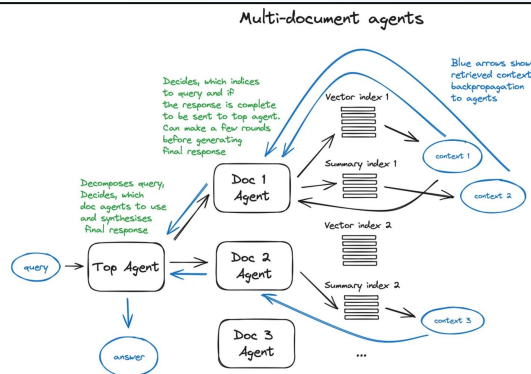 Multi-document agents
Blue arrows show
retrieved context
backpropagation
to agents
Decides, which indices
to query and if
the response is complete
to be sent to top agent.
Can make a few rounds
before generating
final response
Vector index 1
context 1
Decomposes query,
Decides, which
doc agents to use
and synthesises
final response
Doc 1
Agent
Summary index 1
context 2
Vector index 2
query
Top Agent
Doc 2
Agent
Summary index 2
context 3
answer
Doc 3
Agent
...